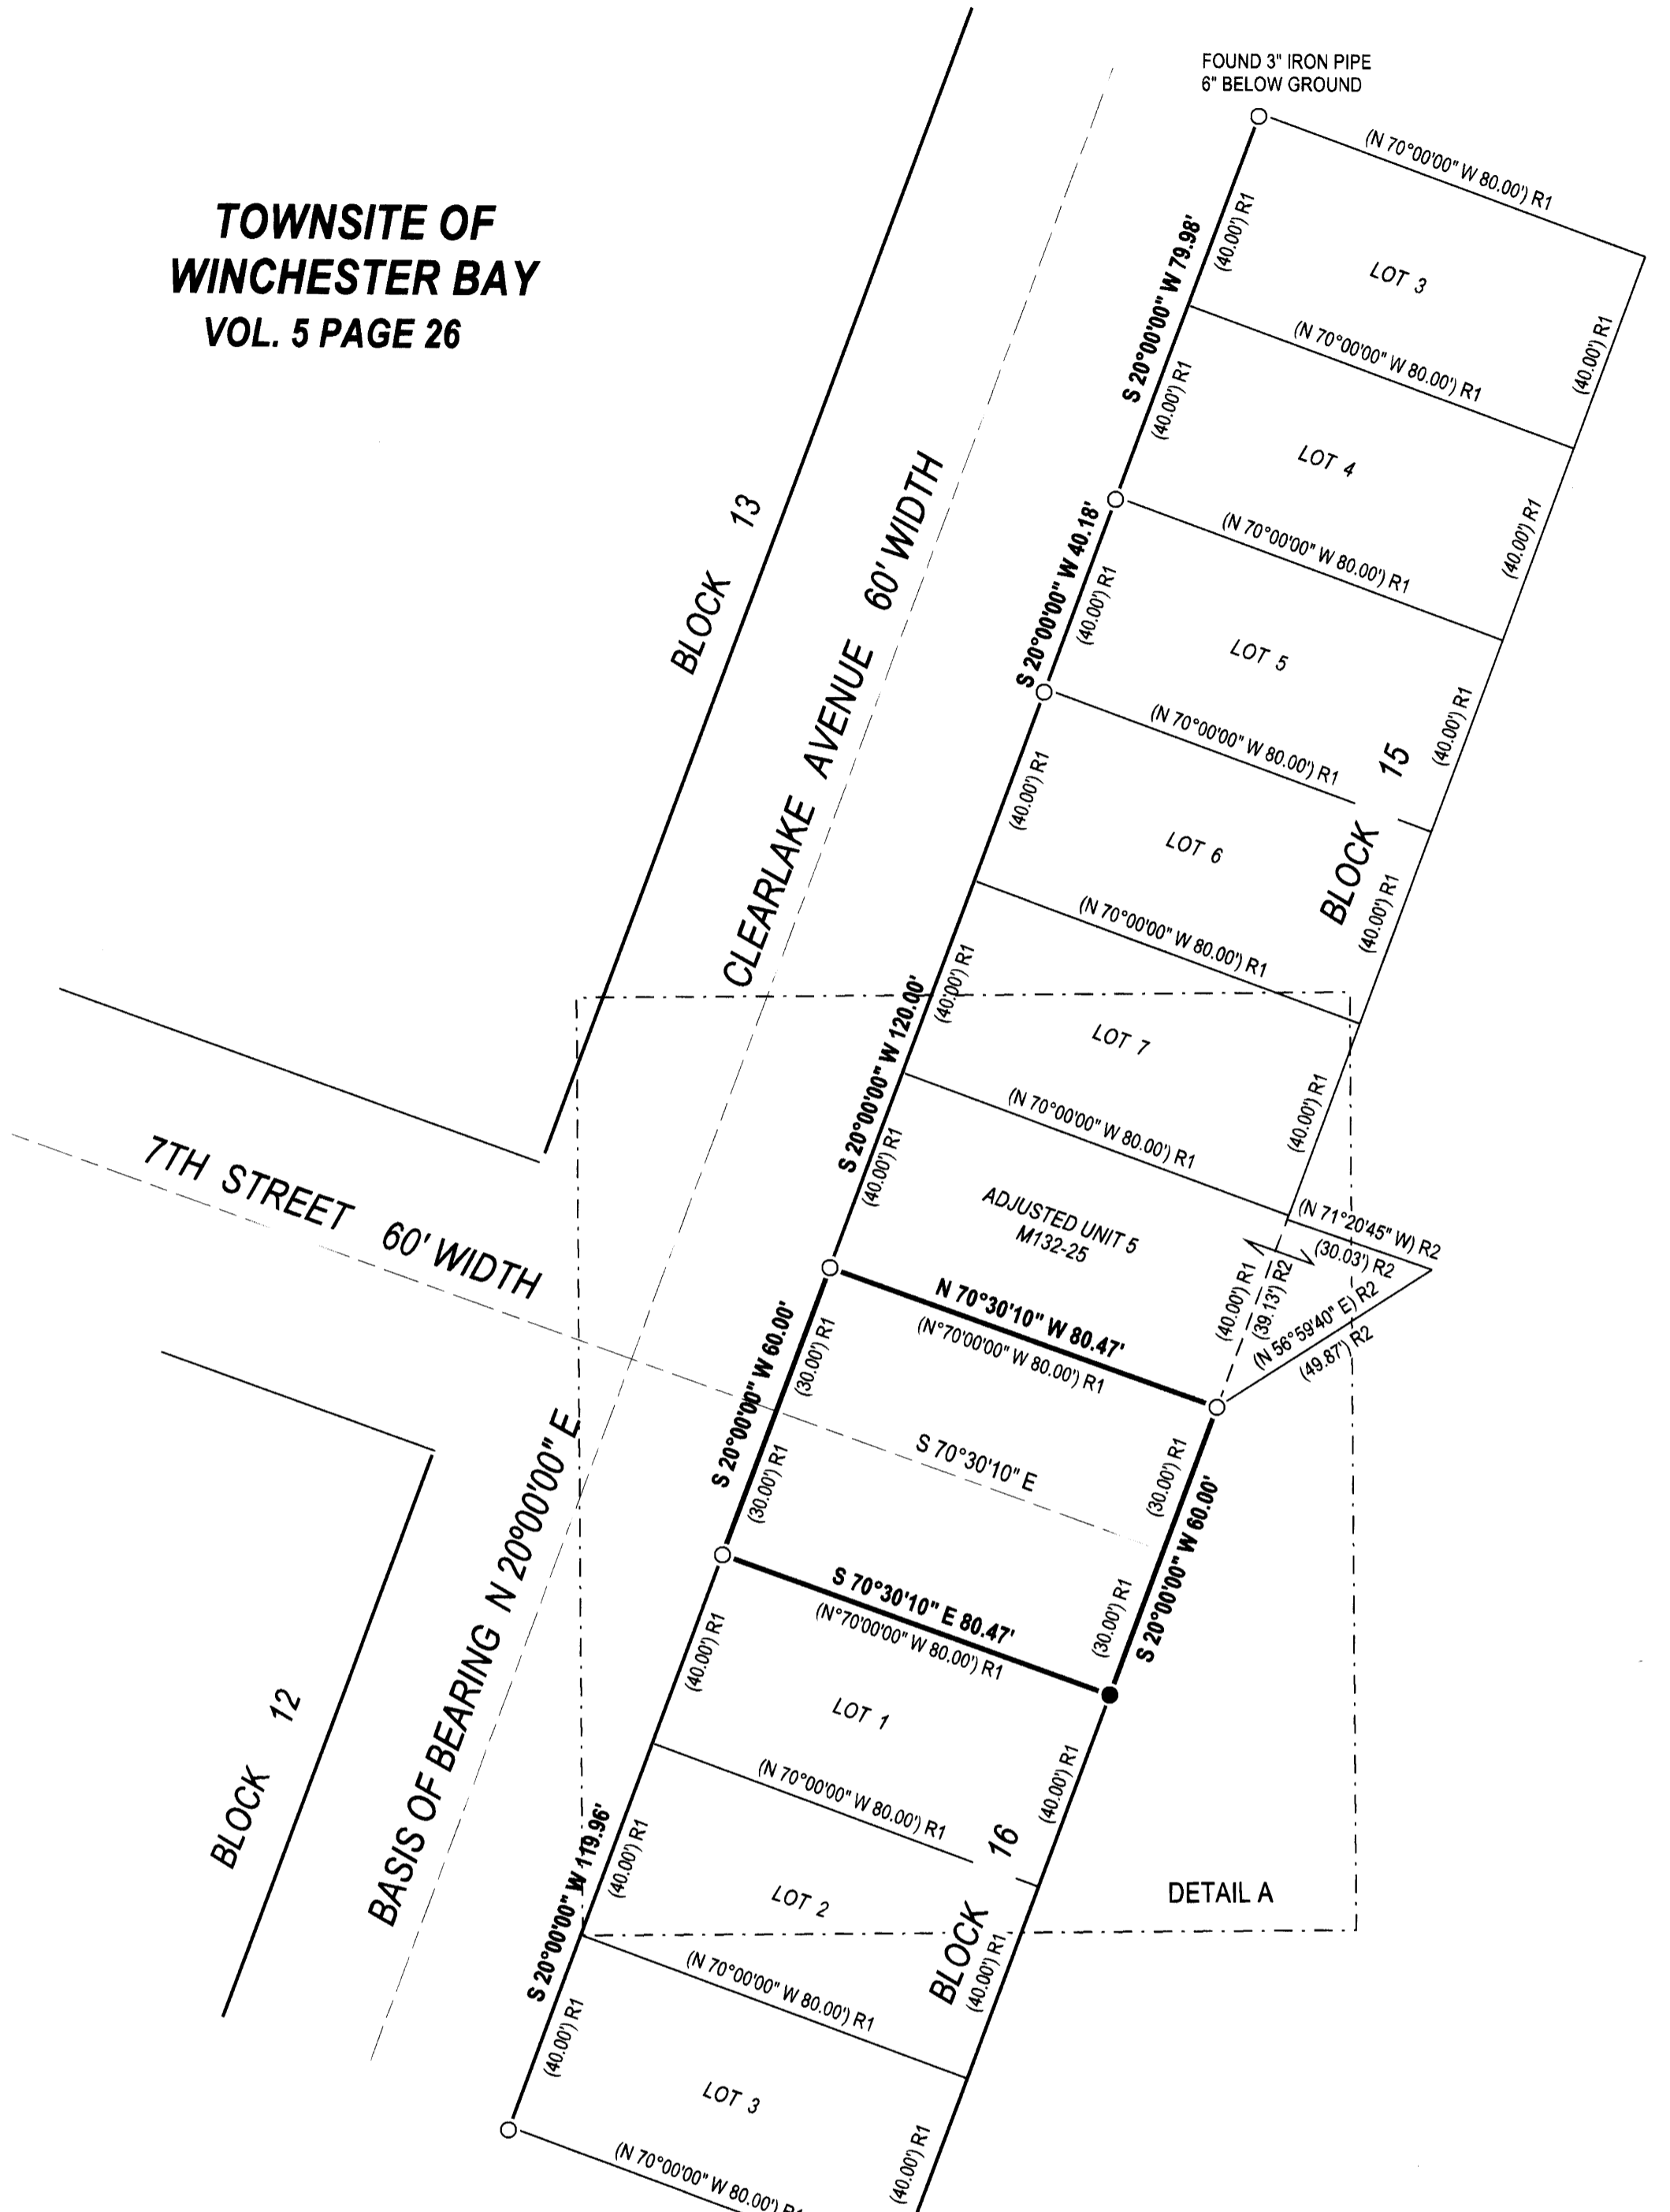 FOUND 3" IRON PIPE
6" BELOW GROUND
TOWNSITE OF
WINCHESTER BAY
VOL. 5 PAGE 26
(N 70°00'00" W 80.00') R1
(40.00') R1
S 20°00'00" W 79.98'
LOT 3
(40.00') R1
(N 70°00'00" W 80.00') R1
(40.00') R1
LOT 4
(40.00') R1
BLOCK 13
CLEARLAKE AVENUE 60' WIDTH
S 20°00'00" W 40.18'
(N 70°00'00" W 80.00') R1
(40.00') R1
LOT 5
(40.00') R1
(N 70°00'00" W 80.00') R1
BLOCK 15
(40.00') R1
LOT 6
(40.00') R1
(N 70°00'00" W 80.00') R1
S 20°00'00" W 120.00'
(40.00') R1
LOT 7
(40.00') R1
(N 70°00'00" W 80.00') R1
(40.00') R1
7TH STREET 60' WIDTH
ADJUSTED UNIT 5
M132-25
(N 71°20'45" W) R2
(30.03') R2
(40.00') R1
(39.13') R2
(N 56°59'40" E) R2
(49.87') R2
N 70°30'10" W 80.47'
(N°70'00'00" W 80.00') R1
S 20°00'00" W 60.00'
(30.00') R1
(30.00') R1
S 70°30'10" E
(30.00') R1
(30.00') R1
S 20°00'00" W 60.00'
BASIS OF BEARING N 20º00'00" E
S 70°30'10" E 80.47'
(N°70'00'00" W 80.00') R1
(40.00') R1
LOT 1
(40.00') R1
BLOCK 12
(N 70°00'00" W 80.00') R1
S 20°00'00" W 119.96'
(40.00') R1
LOT 2
BLOCK 16
(40.00') R1
DETAIL A
(N 70°00'00" W 80.00') R1
(40.00') R1
LOT 3
(40.00') R1
(N 70°00'00" W 80.00') R1